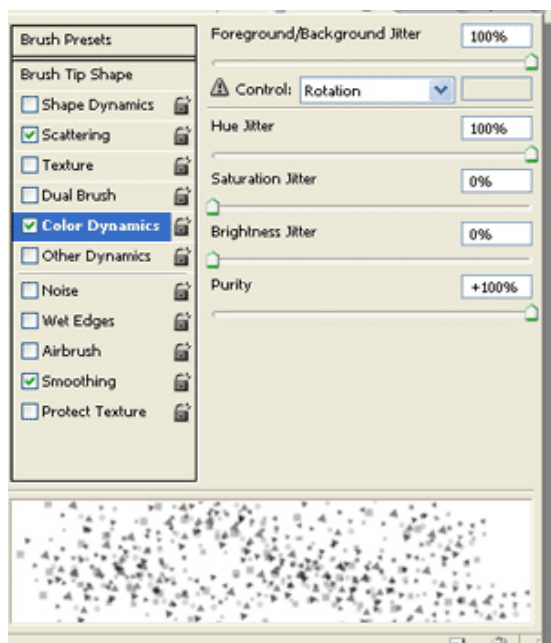 Brush Presets
Brush Tip Shape
Shape Dynamics
Scattering
Texture
Dual Brush
Color Dynamics
Other Dynamics
Noise
Wet Edges
Airbrush
Smoothing
Protect Texture
Foreground/Background Jitter 100%
Control: Rotation
Hue Jitter 100%
Saturation Jitter 0%
Brightness Jitter 0%
Purity +100%